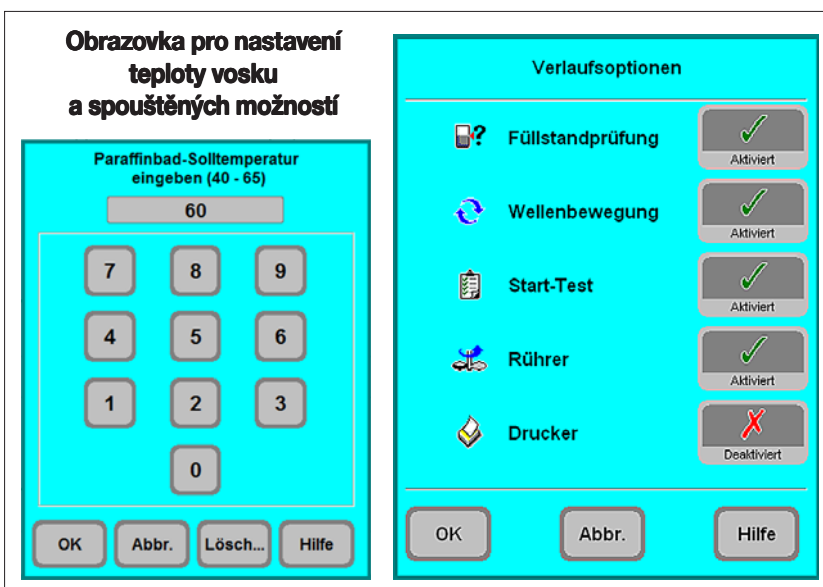 Obrazovka pro nastavení
teploty vosku
a spouštěných možností
Paraffinbad-Solltemperatur
eingeben (40 - 65)
60
7 8 9
4 5 6
1 2 3
0
OK Abbr. Lösch... Hilfe
Verlaufsoptionen
? Füllstandprüfung
Aktiviert
Wellenbewegung
Aktiviert
Start-Test
Aktiviert
Rührer
Aktiviert
Drucker
Deaktiviert
OK Abbr. Hilfe